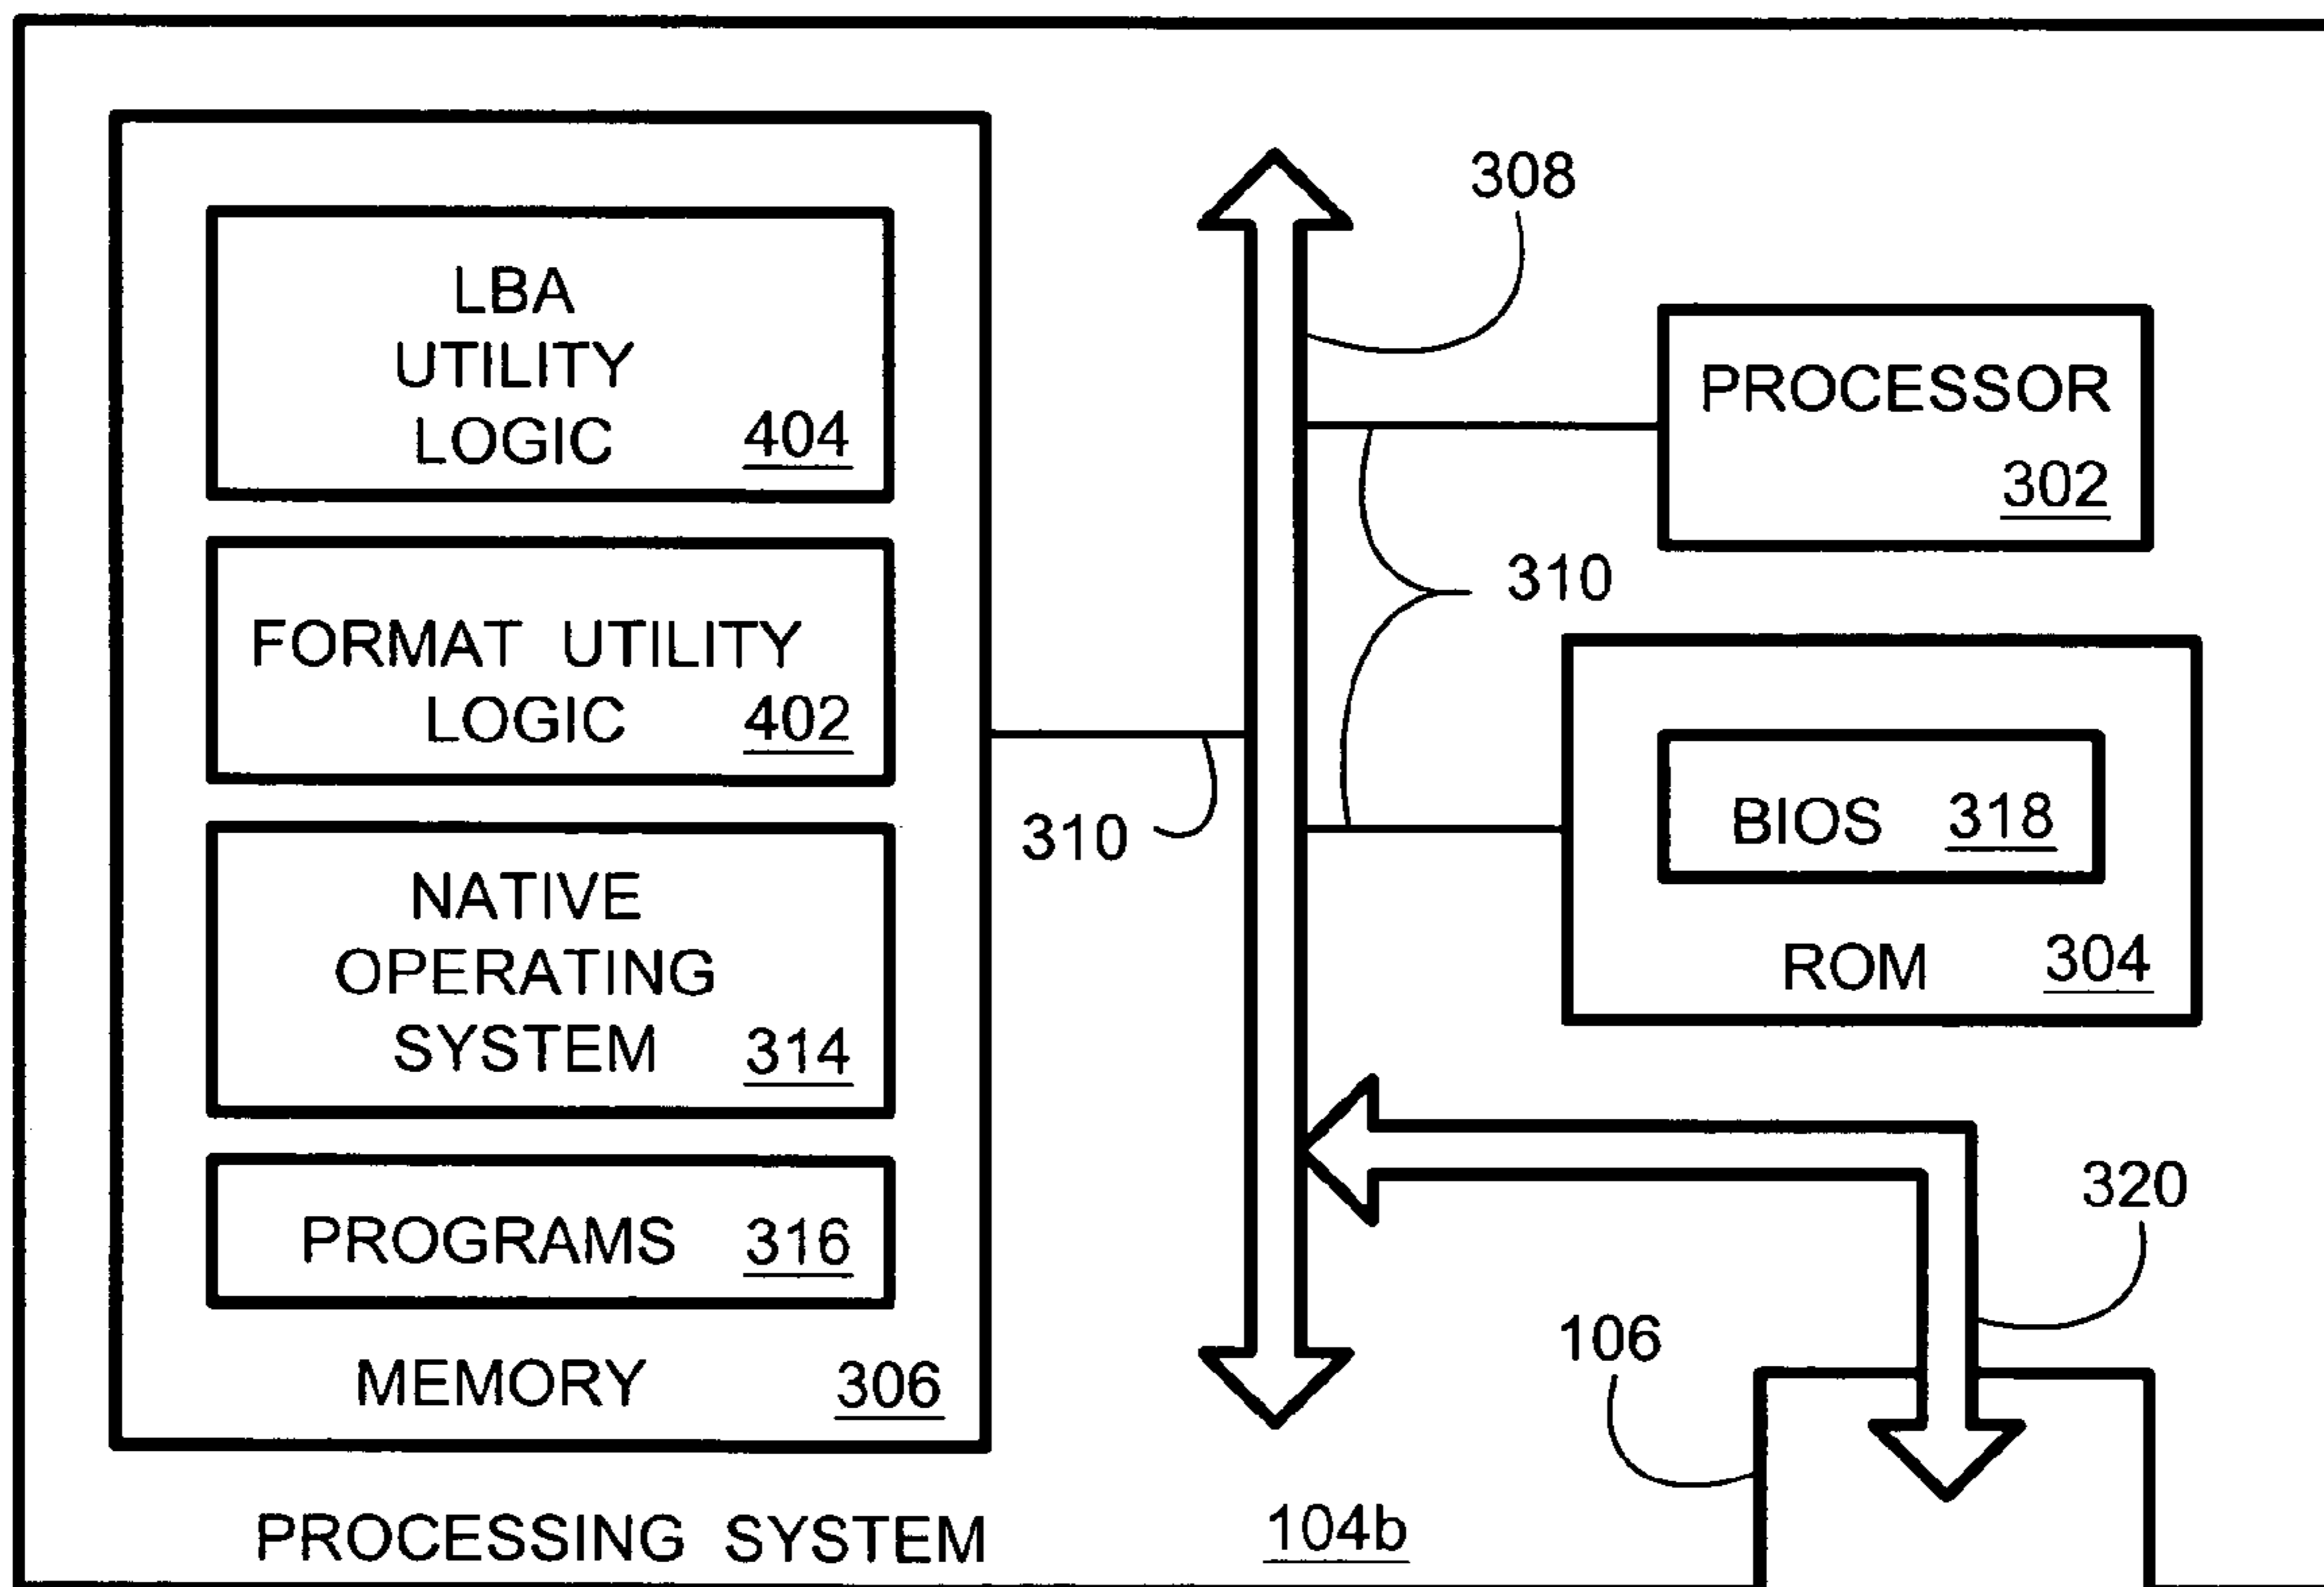 LBA
UTILITY
LOGIC 404
FORMAT UTILITY
LOGIC 402
NATIVE
OPERATING
SYSTEM 314
PROGRAMS 316
MEMORY 306
308
PROCESSOR
302
310
310
BIOS 318
ROM 304
320
106
PROCESSING SYSTEM 104b